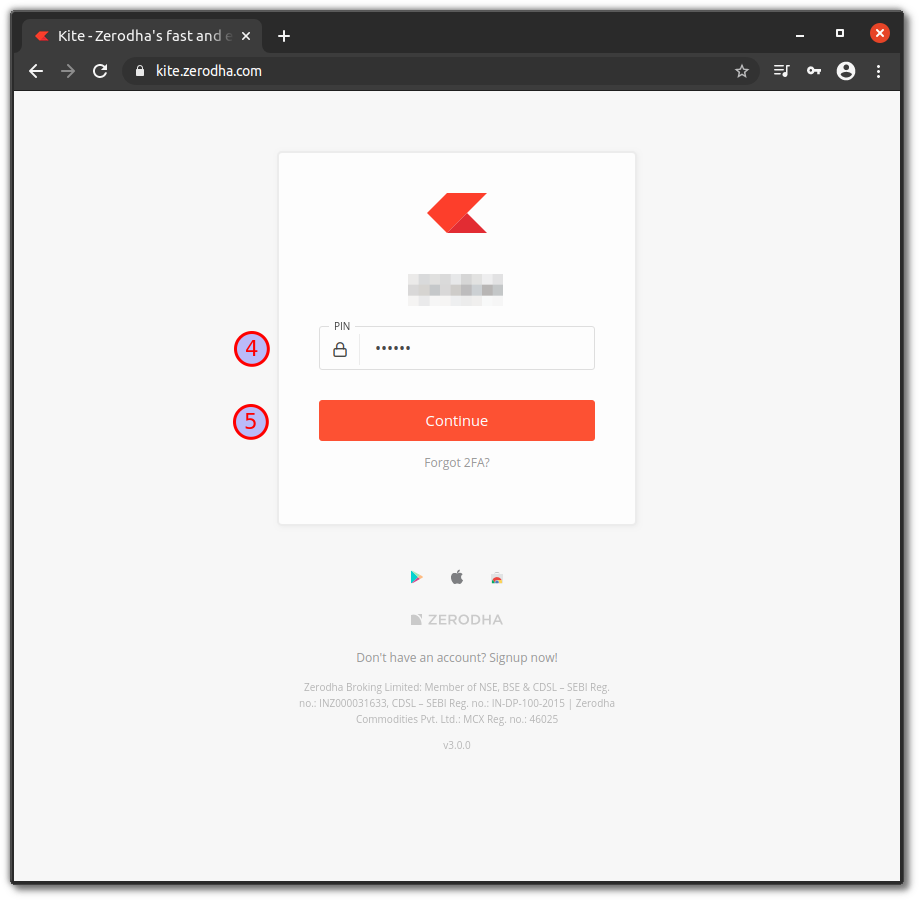 Kite - Zerodha's fast and e
kite.zerodha.com
PIN
4
••••••
5
Continue
Forgot 2FA?
ZERODHA
Don't have an account? Signup now!
Zerodha Broking Limited: Member of NSE, BSE & CDSL – SEBI Reg.
no.: INZ000031633, CDSL – SEBI Reg. no.: IN-DP-100-2015 | Zerodha
Commodities Pvt. Ltd.: MCX Reg. no.: 46025
v3.0.0